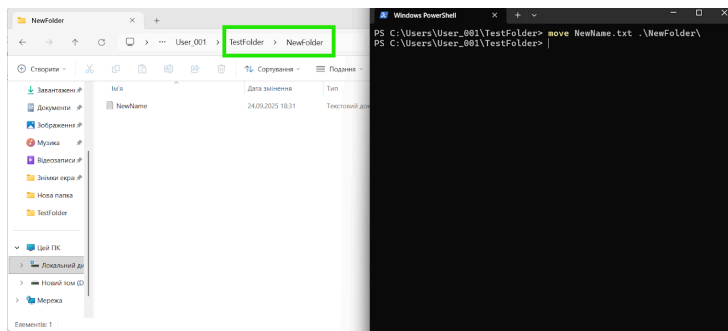 NewFolder
User_001 > TestFolder > NewFolder
Створити
Сортування
Подання
Завантажені
Документи
Зображення
Музика
Відеозаписи
Знімки екра
Нова папка
TestFolder
Цей ПК
Локальний ди
Новий том (D
Мережа
Елементів: 1
Ім'я Дата змінення Тип
NewName 24.09.2025 18:31 Текстовий док
Windows PowerShell
PS C:\Users\User_001\TestFolder> move NewName.txt .\NewFolder\
PS C:\Users\User_001\TestFolder>